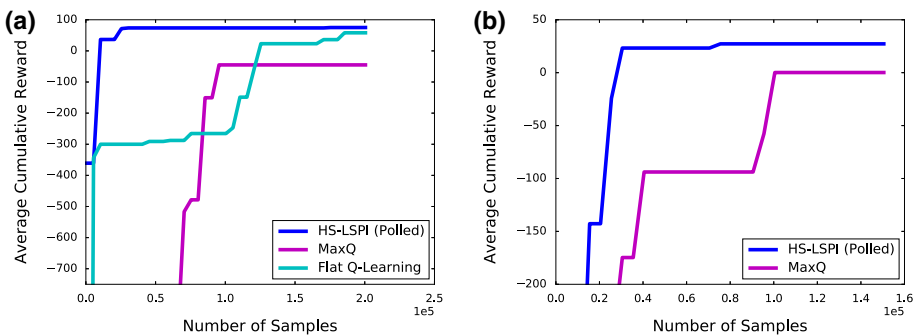 (a)
Average Cumulative Reward
100
0
−100
−200
−300
−400
−500
−600
−700
HS-LSPI (Polled)
MaxQ
Flat Q-Learning
0.0 0.5 1.0 1.5 2.0 2.5
1e5
Number of Samples
(b)
Average Cumulative Reward
50
0
−50
−100
−150
−200
HS-LSPI (Polled)
MaxQ
0.0 0.2 0.4 0.6 0.8 1.0 1.2 1.4 1.6
1e5
Number of Samples